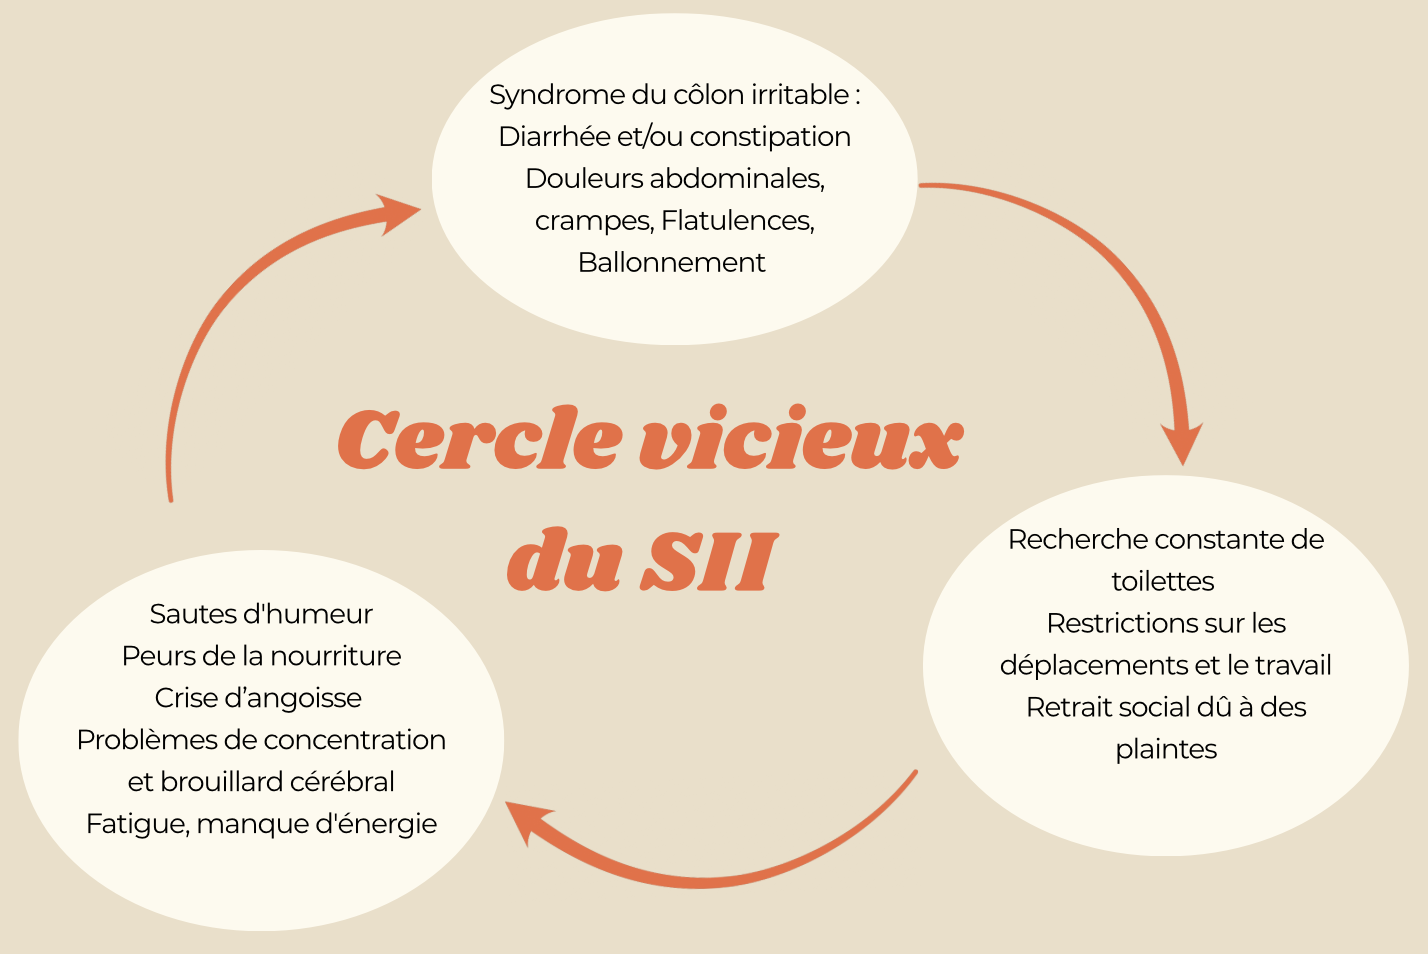 Syndrome du côlon irritable :
Diarrhée et/ou constipation
Douleurs abdominales,
crampes, Flatulences,
Ballonnement
Cercle vicieux
du SII
Recherche constante de
toilettes
Restrictions sur les
déplacements et le travail
Retrait social dû à des
plaintes
Sautes d'humeur
Peurs de la nourriture
Crise d’angoisse
Problèmes de concentration
et brouillard cérébral
Fatigue, manque d'énergie